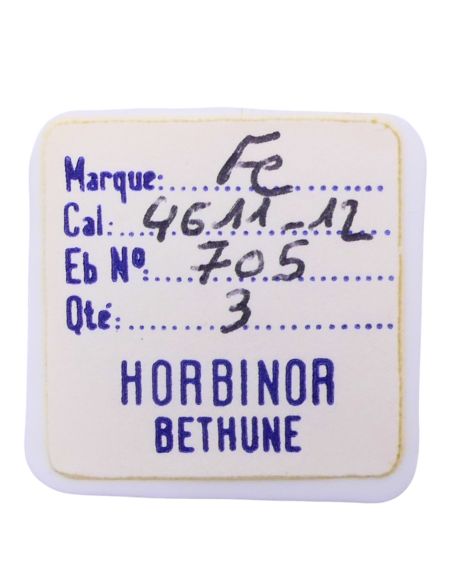 Marque: Fe
Cal: 4611-12
Eb Nº: 705
Qté: 3
HORBINOR
BETHUNE